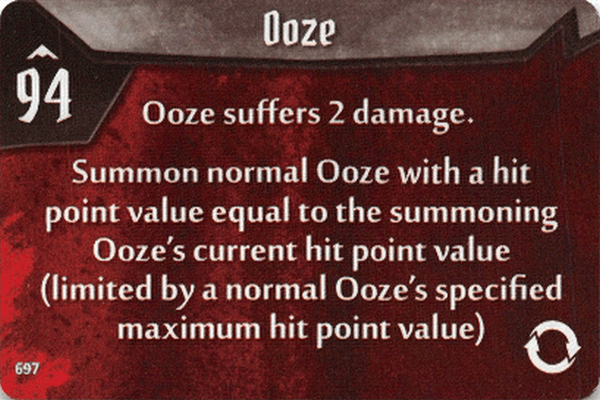 Ooze
94
Ooze suffers 2 damage.
Summon normal Ooze with a hit
point value equal to the summoning
Ooze's current hit point value
(limited by a normal Ooze's specified
maximum hit point value)
697